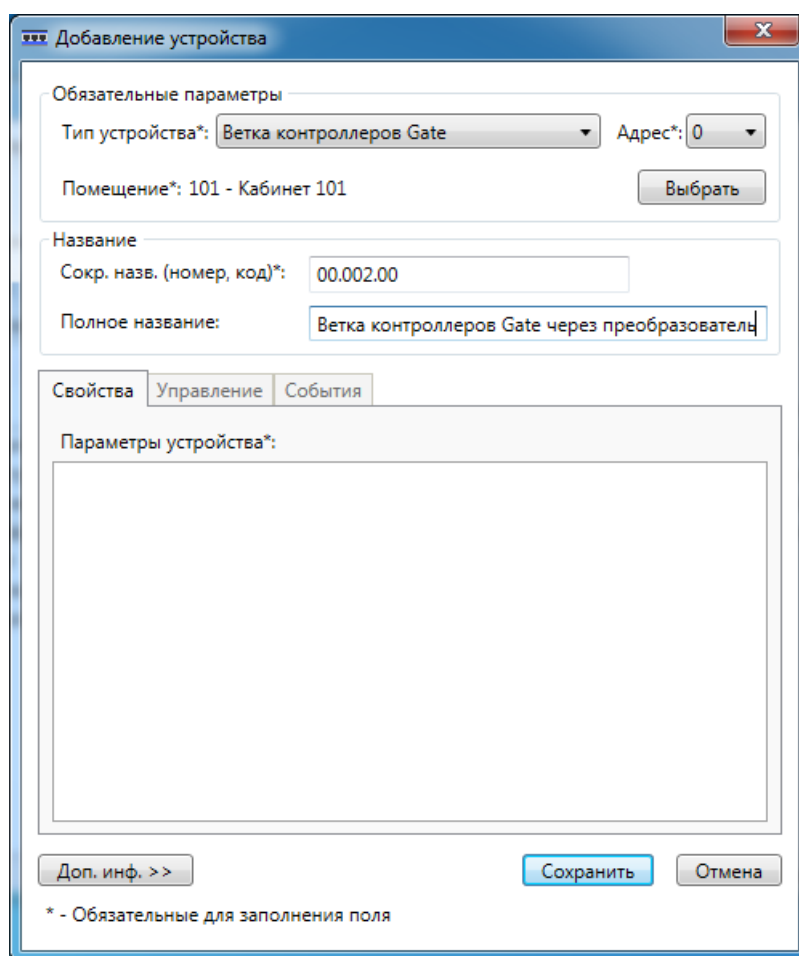 Добавление устройства
Обязательные параметры
Тип устройства*: Ветка контроллеров Gate Адрес*: 0
Помещение*: 101 - Кабинет 101 Выбрать
Название
Сокр. назв. (номер, код)*: 00.002.00
Полное название: Ветка контроллеров Gate через преобразователь
Свойства Управление События
Параметры устройства*:
Доп. инф. >> Сохранить Отмена
* - Обязательные для заполнения поля